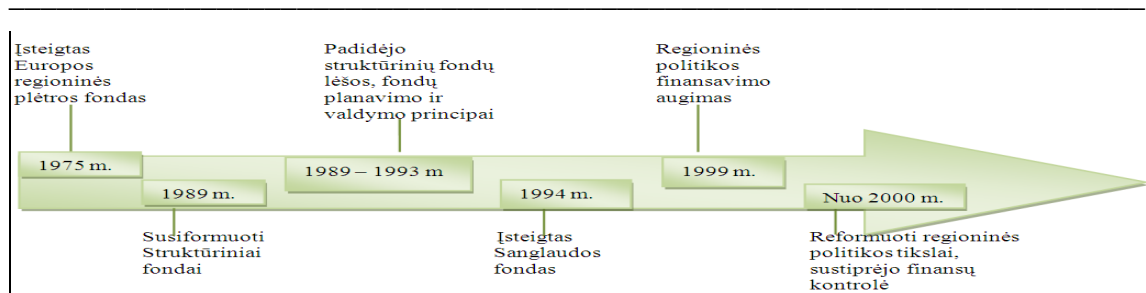 Įsteigtas
Europos
regioninės
plėtros fondas
Padidėjo
struktūrinių fondų
lėšos, fondų
planavimo ir
valdymo principai
Regioninės
politikos
finansavimo
augimas
1975 m.
1989 m.
1989 – 1993 m
1994 m.
1999 m.
Nuo 2000 m.
Susiformuoti
Struktūriniai
fondai
Įsteigtas
Sanglaudos
fondas
Reformuoti regioninės
politikos tikslai,
sustiprėjo finansų
kontrolė